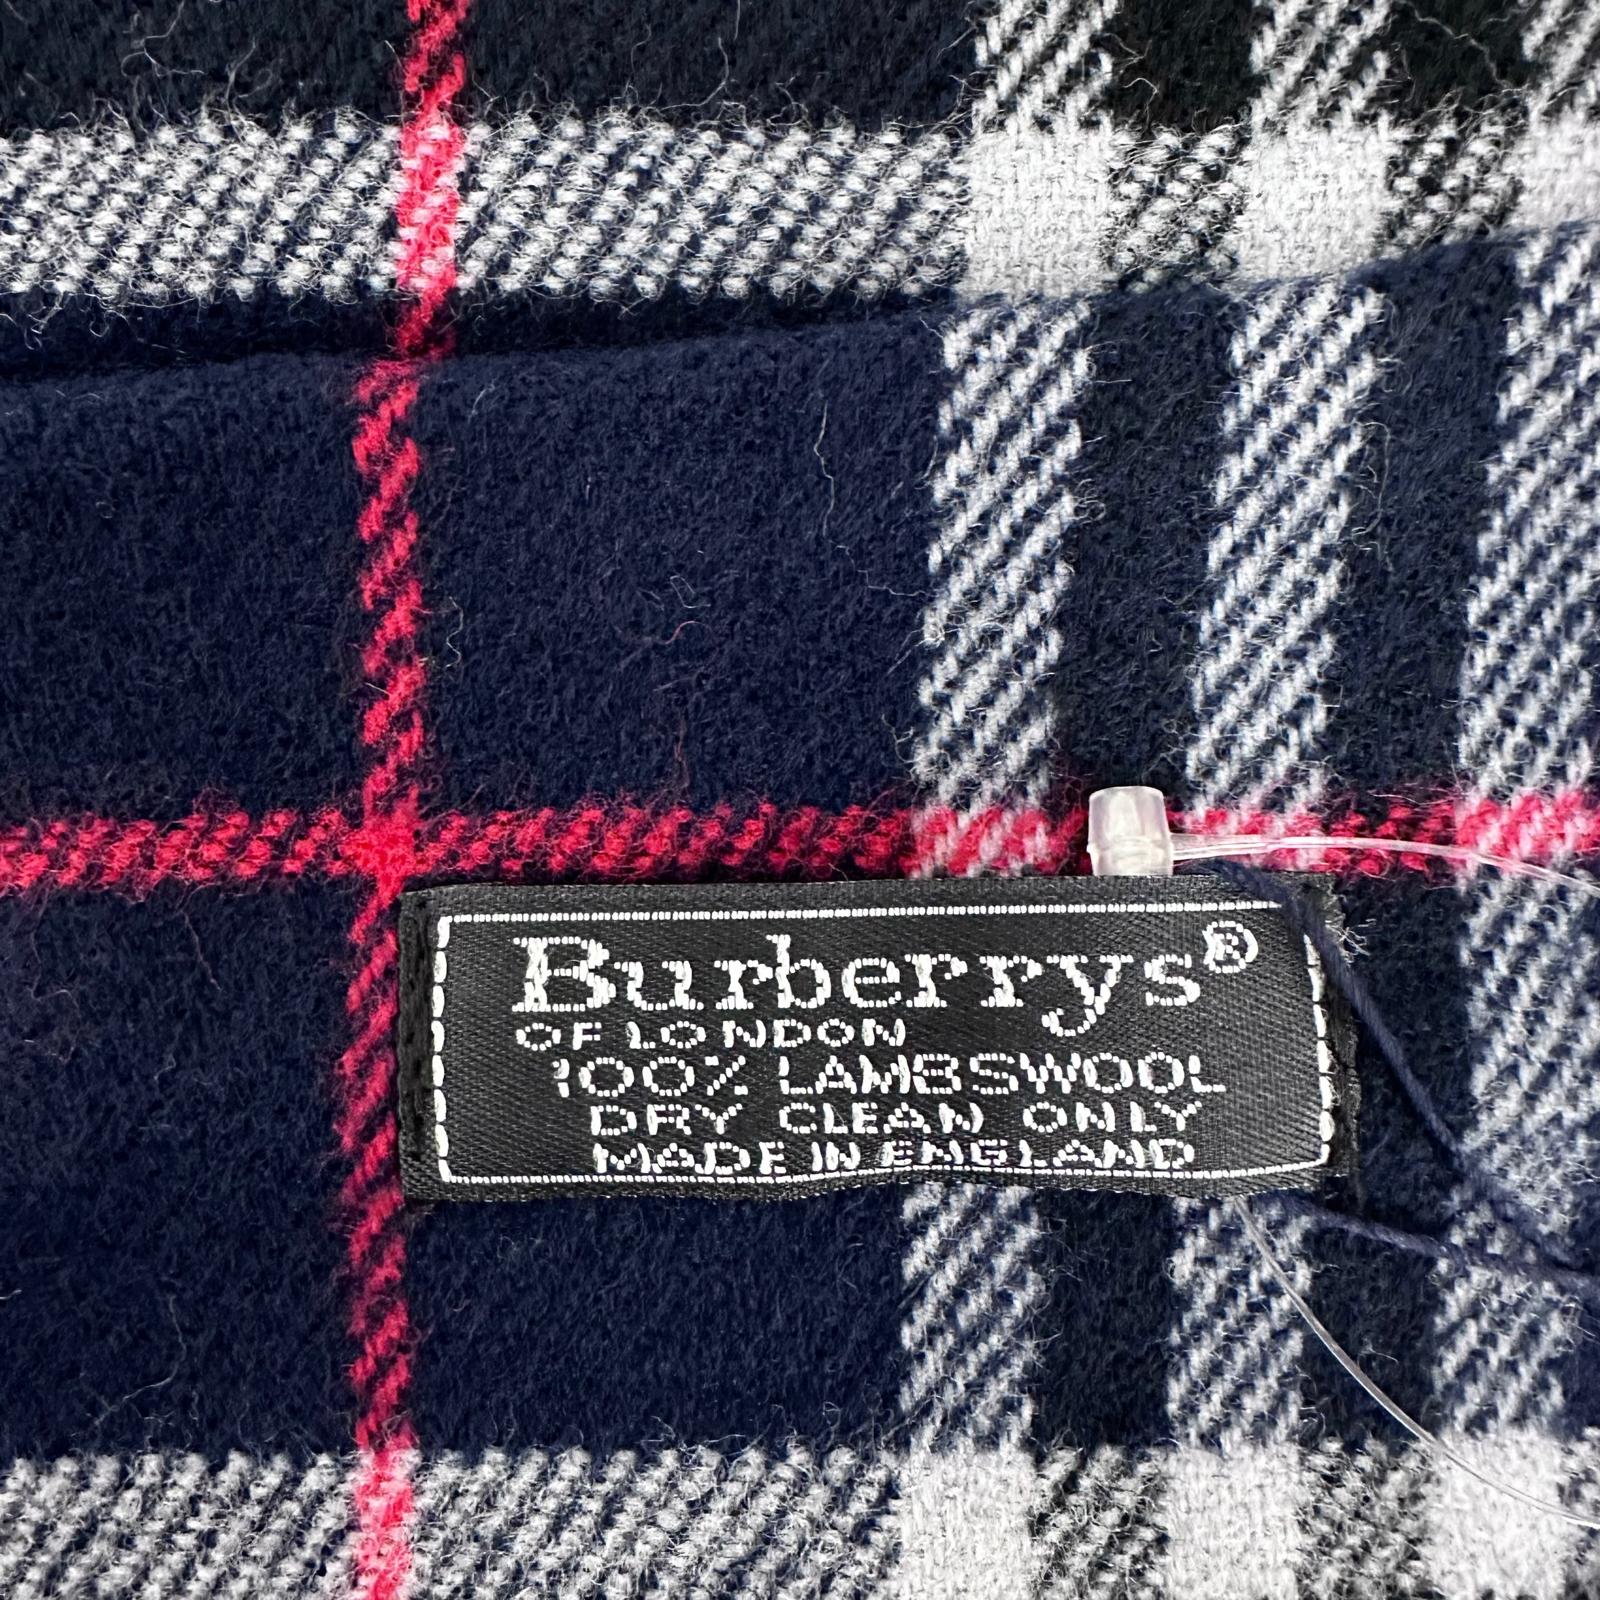 Burberrys®
OF LONDON
100% LAMBSWOOL
DRY CLEAN ONLY
MADE IN ENGLAND